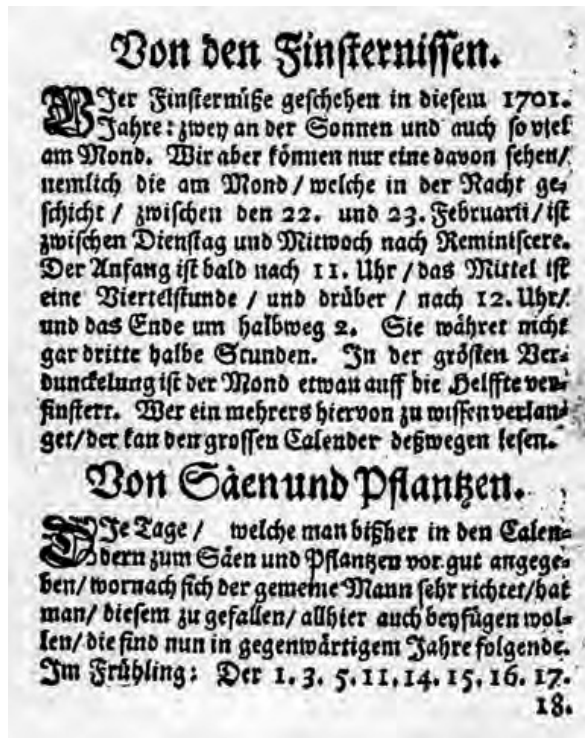 Von den Finſterniſſen.
VJer Finſternüße geſchehen in dieſem 1701.
Jahre: zwey an der Sonnen und auch ſo viel
am Mond. Wir aber können nur eine davon ſehen/
nemlich die am Mond / welche in der Nacht ge⸗
ſchicht / zwiſchen den 22. und 23. Februarii / iſt
zwiſchen Dienſtag und Mitwoch nach Reminiſcere.
Der Anfang iſt bald nach 11. Uhr / das Mittel iſt
eine Viertelſtunde / und drüber / nach 12. Uhr/
und das Ende um halbweg 2. Sie währet nicht
gar dritte halbe Stunden. In der gröſten Ver⸗
dunckelung iſt der Mond etwan auff die Helffte ver⸗
finſtert. Wer ein mehrers hiervon zu wiſſen verlan⸗
get/ der kan den groſſen Calender deßwegen leſen.
Von Säen und Pflantzen.
DJe Tage / welche man bißher in den Calen⸗
dern zum Säen und Pflantzen vor gut angege⸗
ben/ wornach ſich der gemeine Mann ſehr richtet/ hat
man/ dieſem zu gefallen/ allhier auch beyfügen wol⸗
len/ die ſind nun in gegenwärtigem Jahre folgende.
Im Frühling: Der 1. 3. 5. 11. 14. 15. 16. 17.
18.